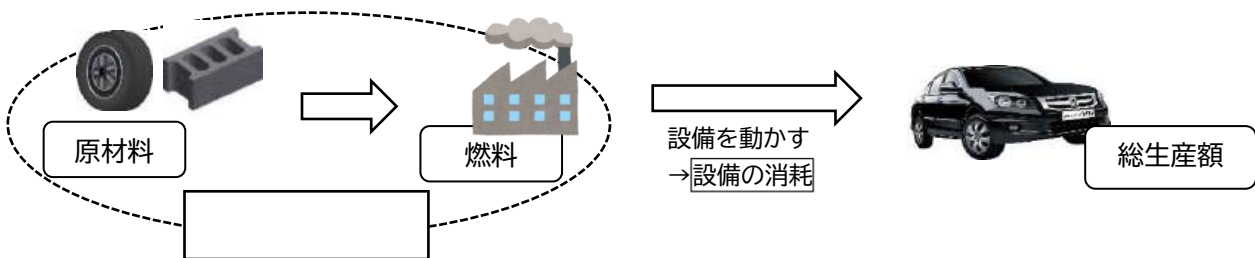 原材料
燃料
設備を動かす
→設備の消耗
総生産額